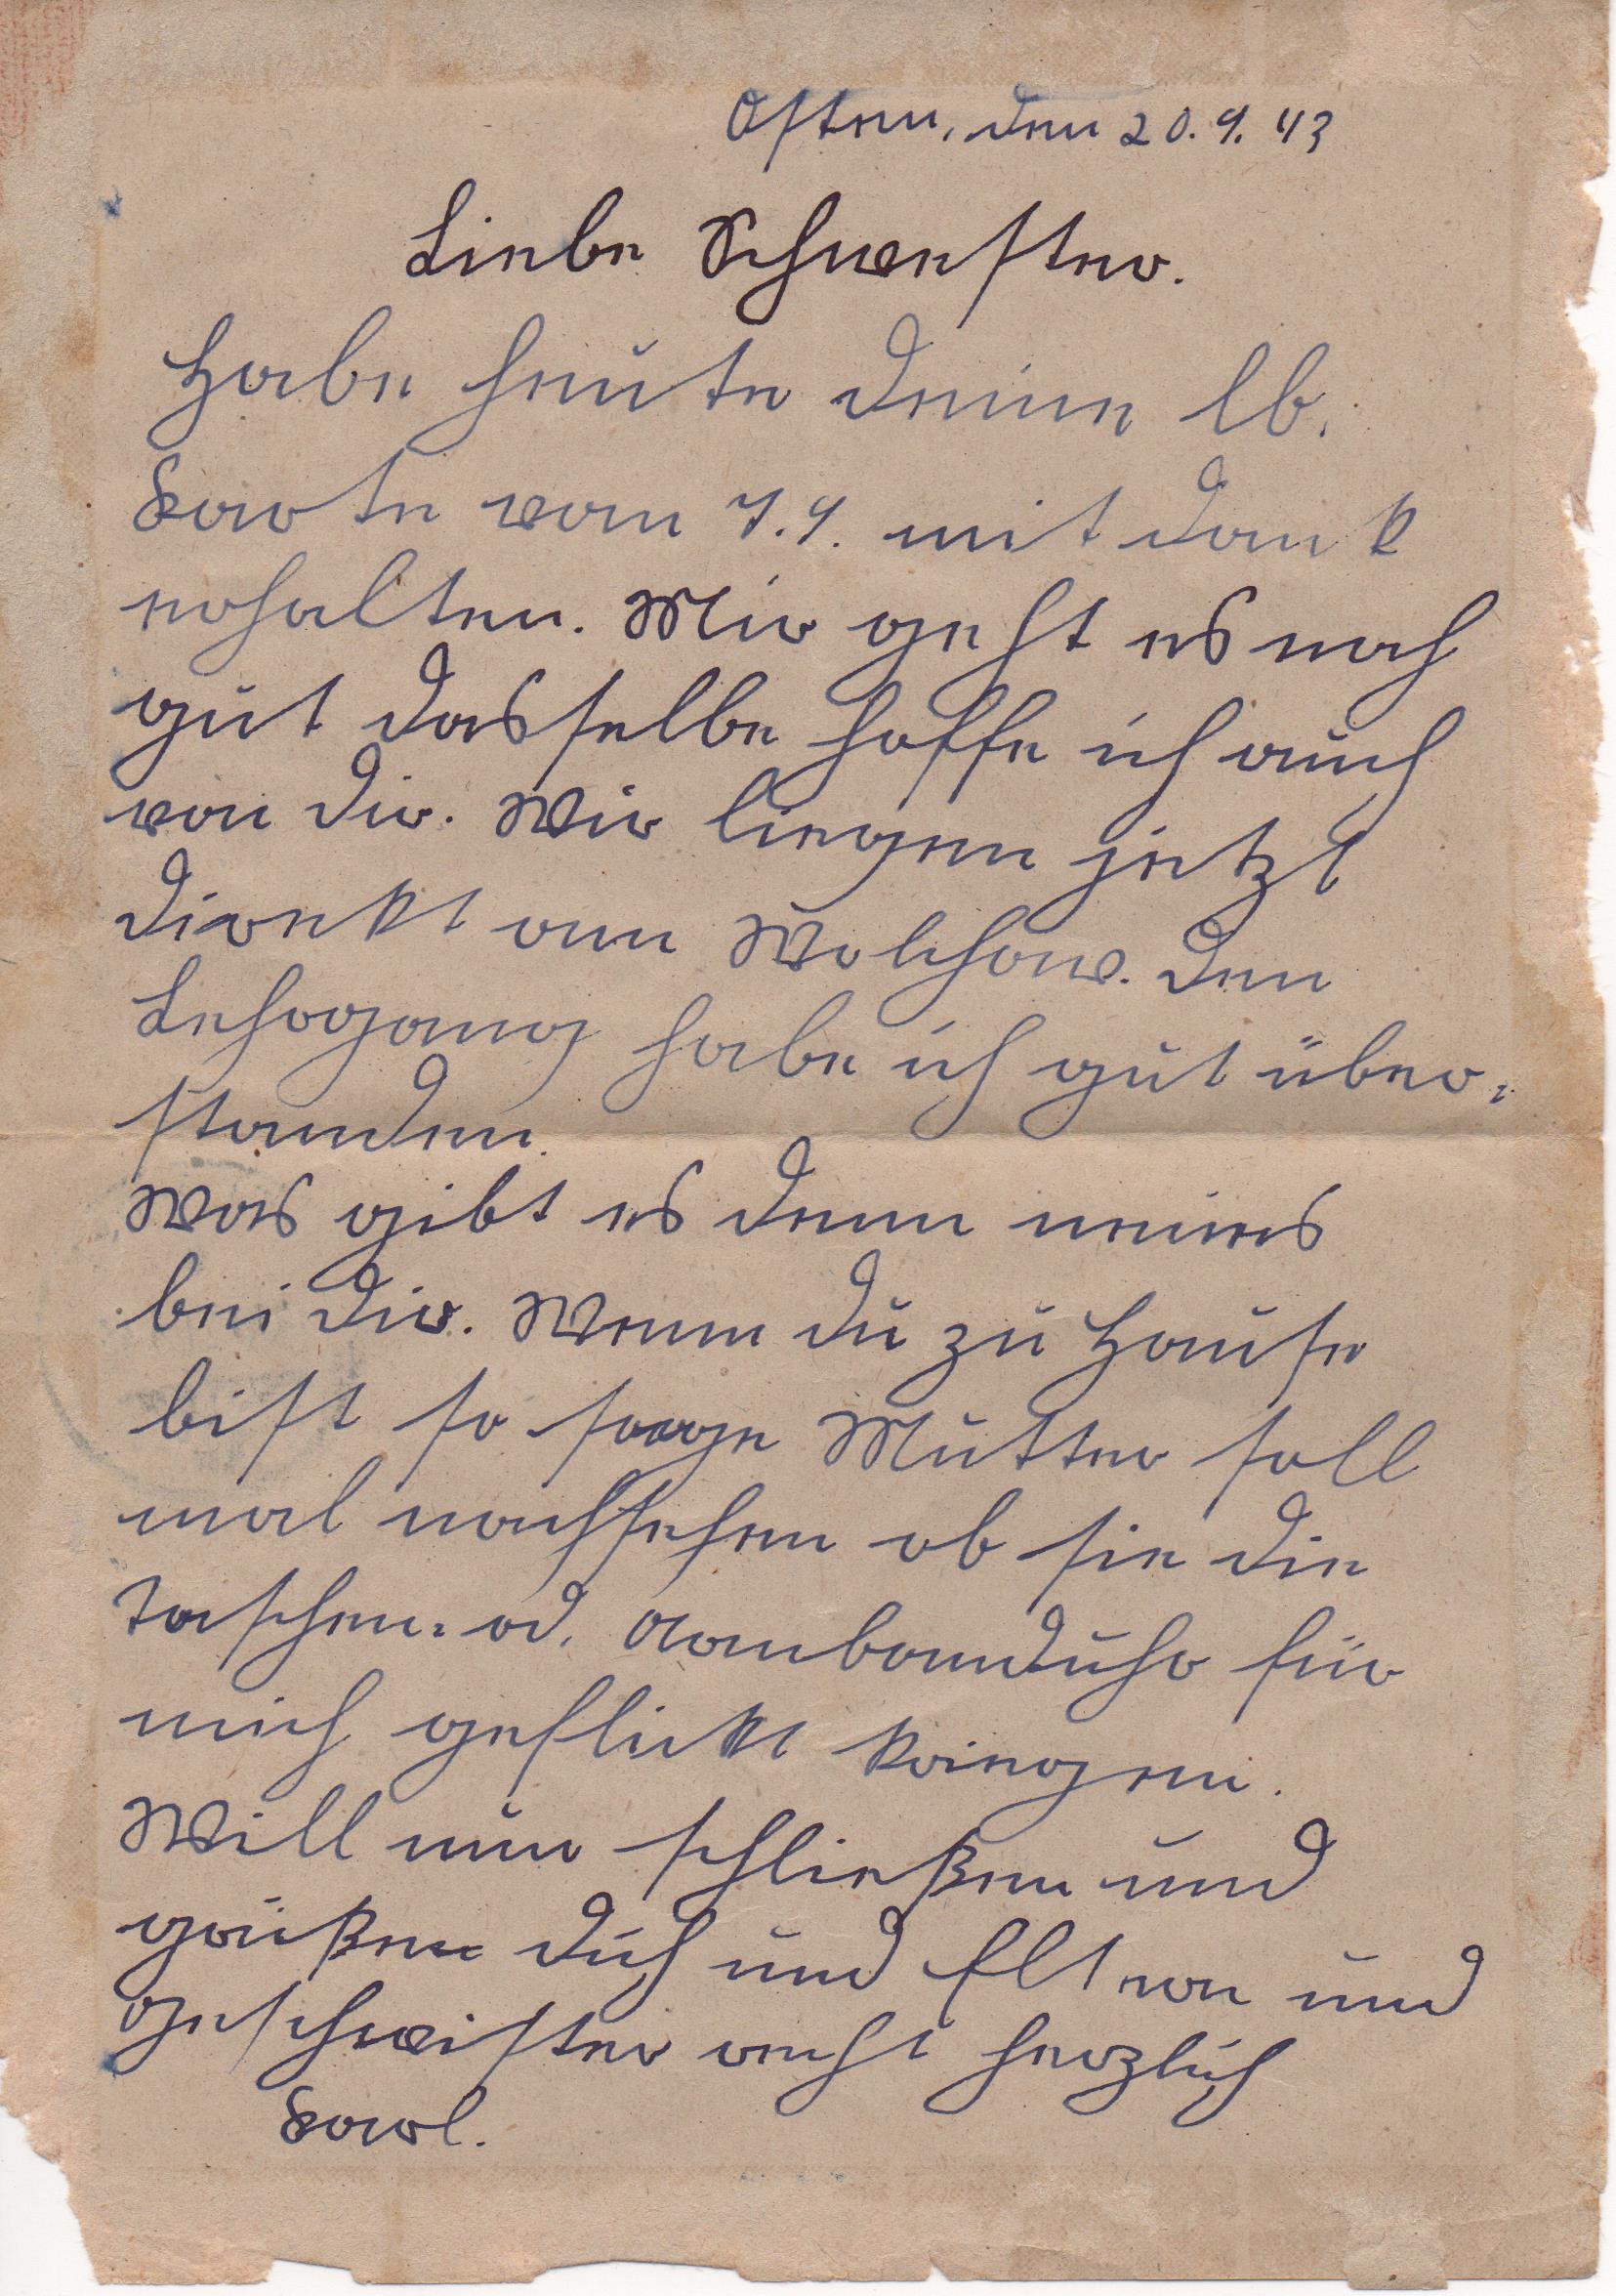 Osten, den 20.9.43
Liebe Schwester.
Habe heute deine lb.
Karte vom 7.9. mit dank
erhalten. Mir geht es noch
gut dasselbe hoffe ich auch
von dir. Wir liegen jetzt
direkt am Wolchow. Den
Lehrgang habe ich gut über-
standen.
Was gibt es denn neues
bei dir. Wenn du zu Hause
bist so sage Mutter soll
mal nachsehen ob sie die
Taschen- od. Armbanduhr für
mich geflickt kriegen.
Will nun schließen und
grüßen dich und Eltern und
Geschwister recht herzlich
Karl.